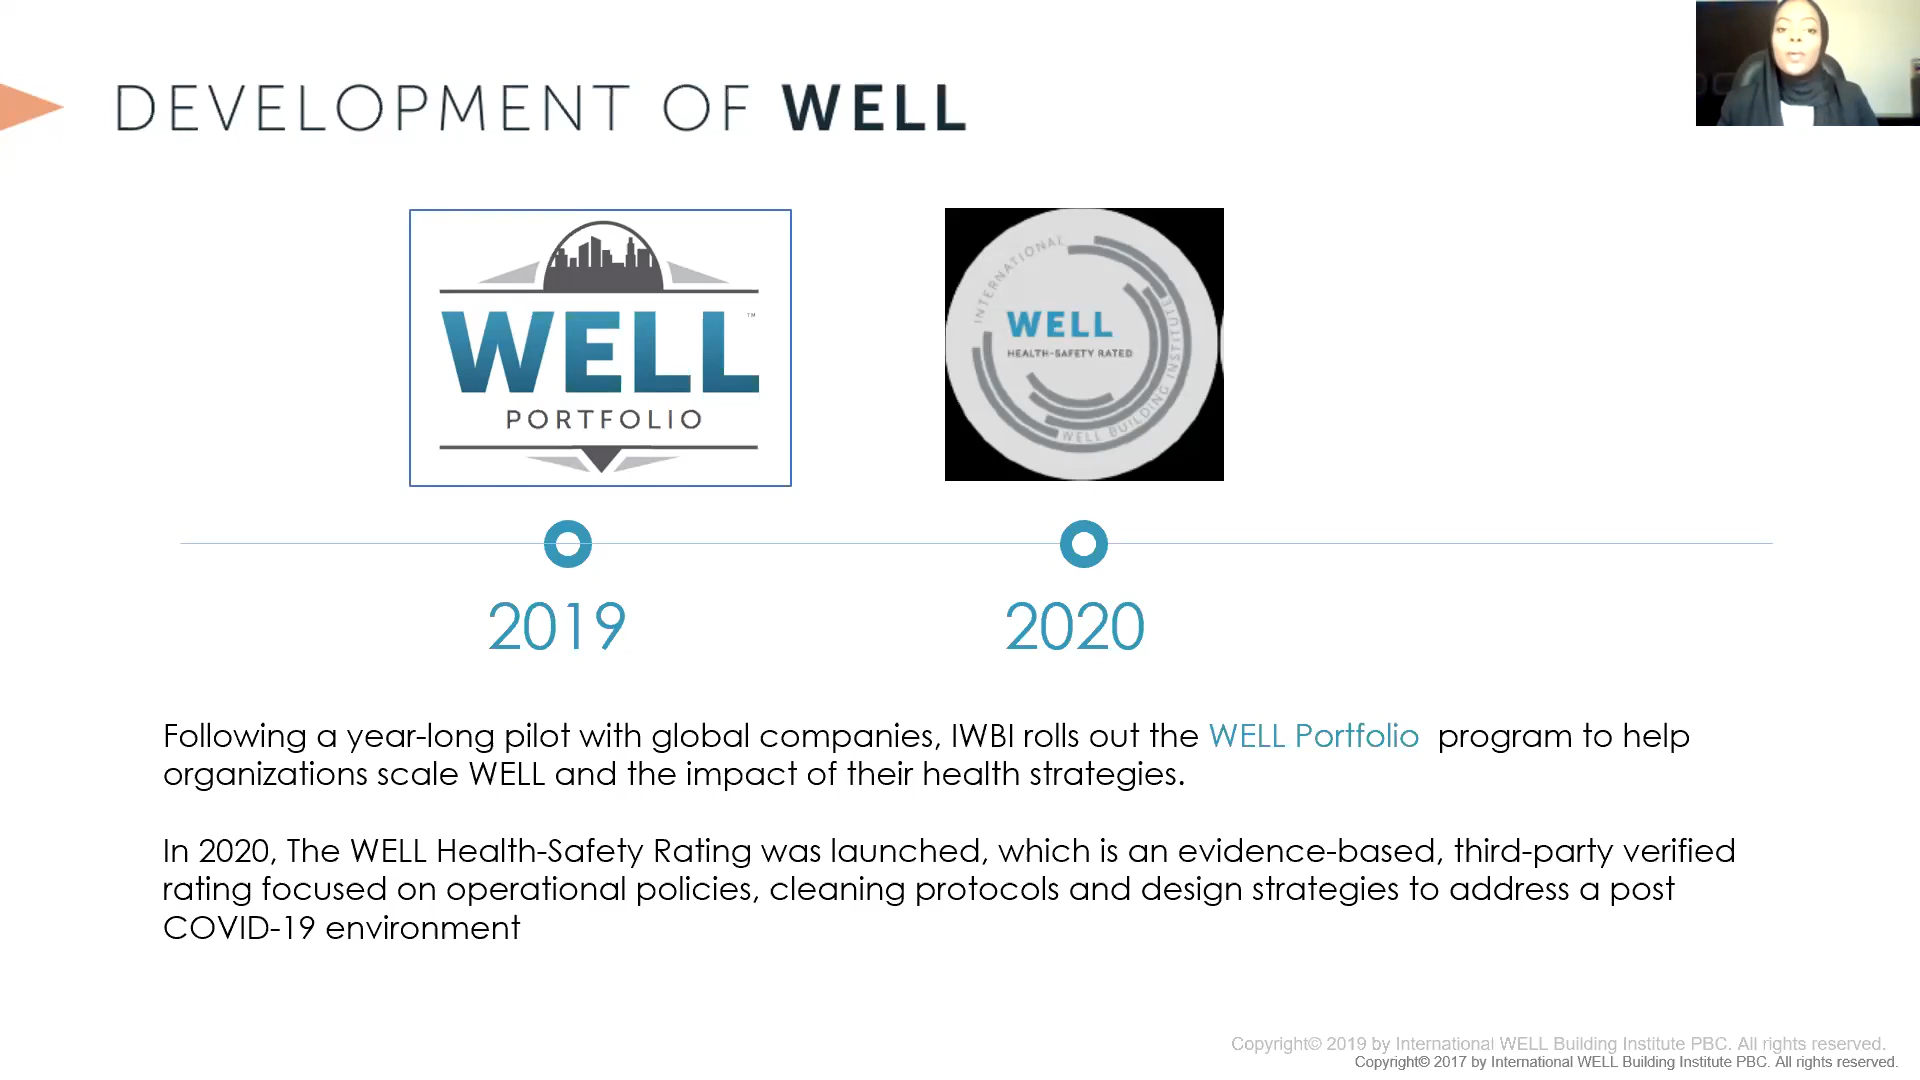 DEVELOPMENT OF WELL
WELL™
PORTFOLIO
INTERNATIONAL
WELL BUILDING INSTITUTE
WELL
HEALTH-SAFETY RATED
2019
2020
Following a year-long pilot with global companies, IWBI rolls out the WELL Portfolio program to help
organizations scale WELL and the impact of their health strategies.
In 2020, The WELL Health-Safety Rating was launched, which is an evidence-based, third-party verified
rating focused on operational policies, cleaning protocols and design strategies to address a post
COVID-19 environment
Copyright© 2019 by International WELL Building Institute PBC. All rights reserved.
Copyright© 2017 by International WELL Building Institute PBC. All rights reserved.